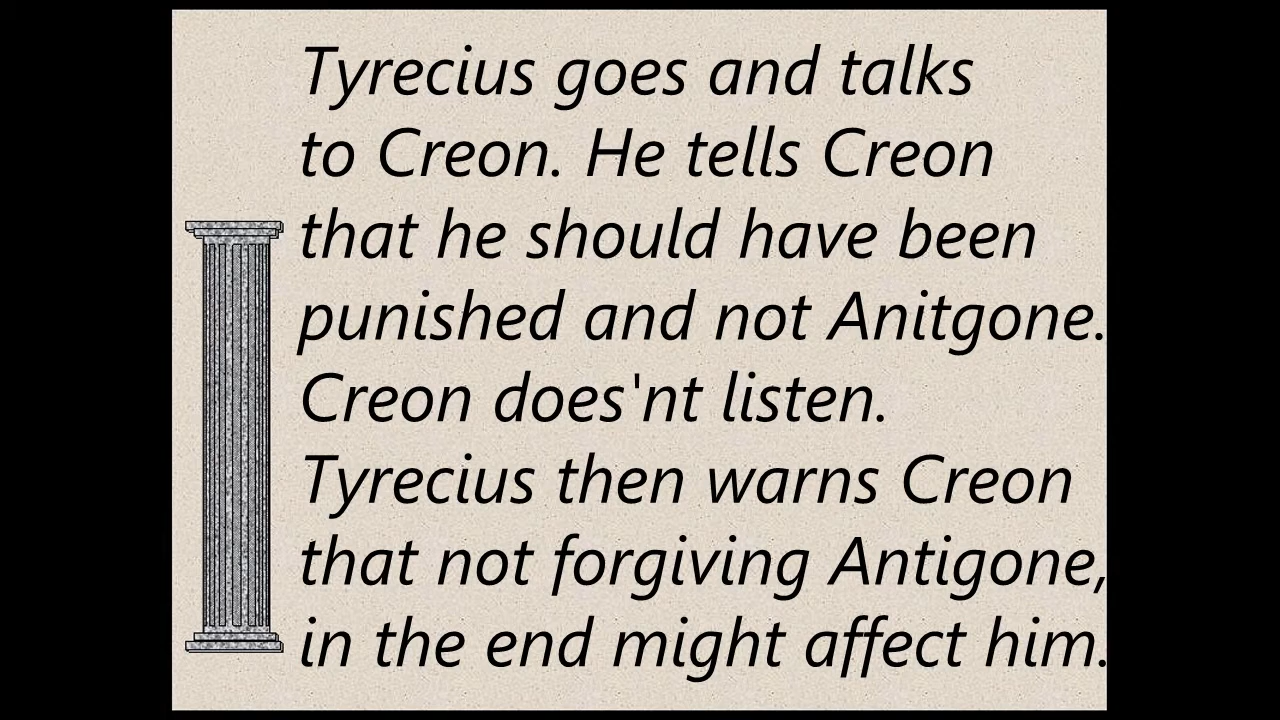 Tyrecius goes and talks
to Creon. He tells Creon
that he should have been
punished and not Anitgone.
Creon does'nt listen.
Tyrecius then warns Creon
that not forgiving Antigone,
in the end might affect him.